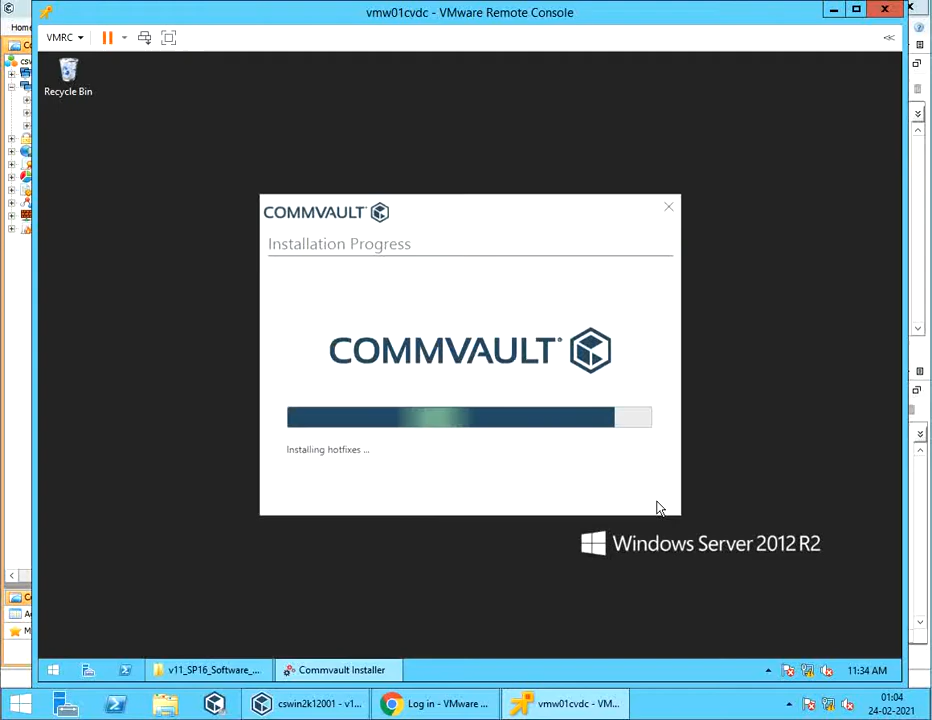 vmw01cvdc - VMware Remote Console
Home
VMRC
Recycle Bin
COMMVAULT
Installation Progress
COMMVAULT
Installing hotfixes ...
Windows Server 2012 R2
v11_SP16_Software_...
Commvault Installer
11:34 AM
cswin2k12001 - v1...
Log in - VMware ...
vmw01cvdc - VM...
01:04
24-02-2021